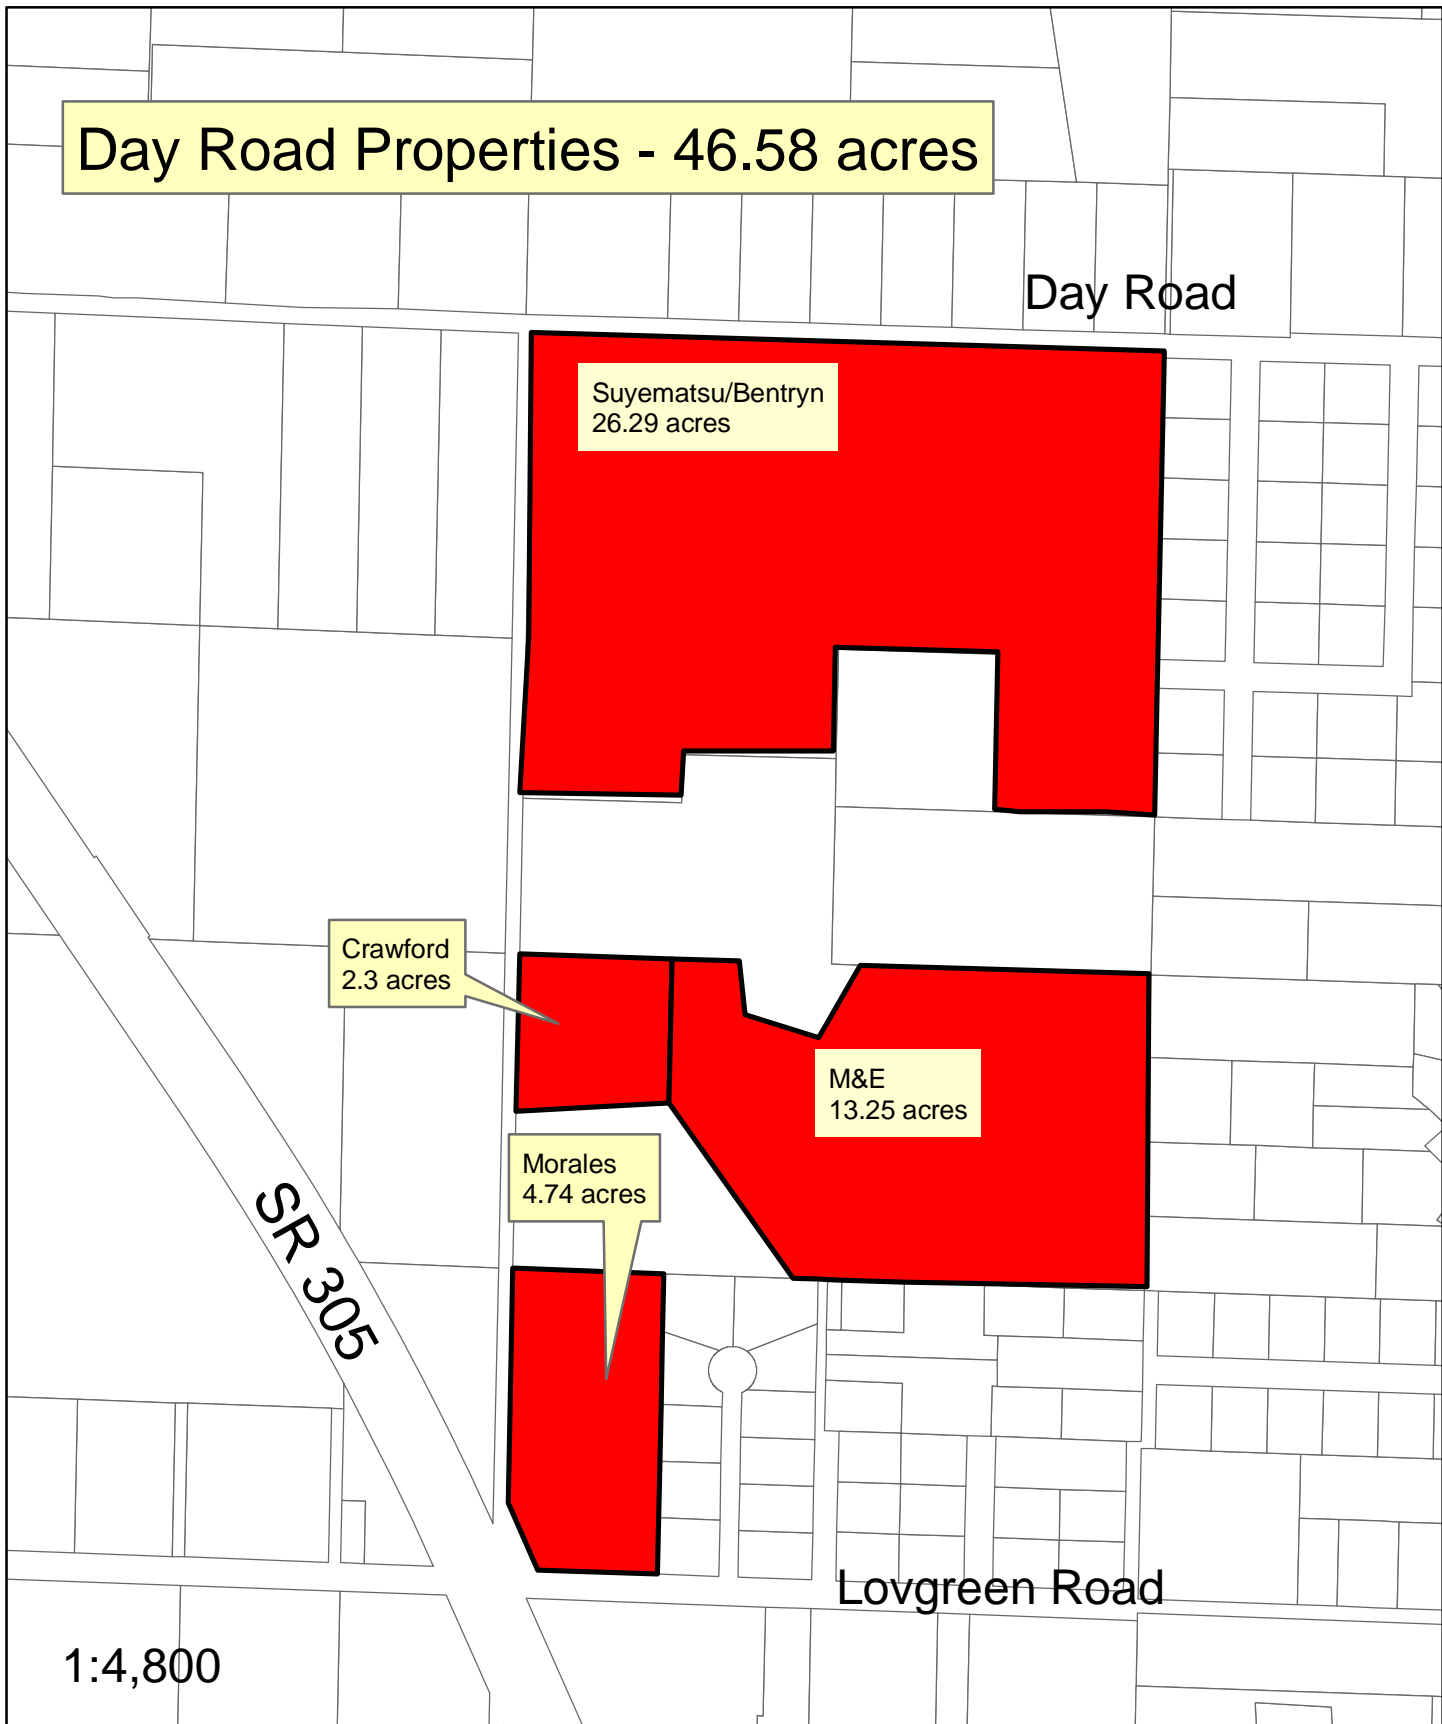 Day Road Properties - 46.58 acres
Day Road
Suyematsu/Bentryn
26.29 acres
Crawford
2.3 acres
M&E
13.25 acres
Morales
4.74 acres
SR 305
Lovgreen Road
1:4,800